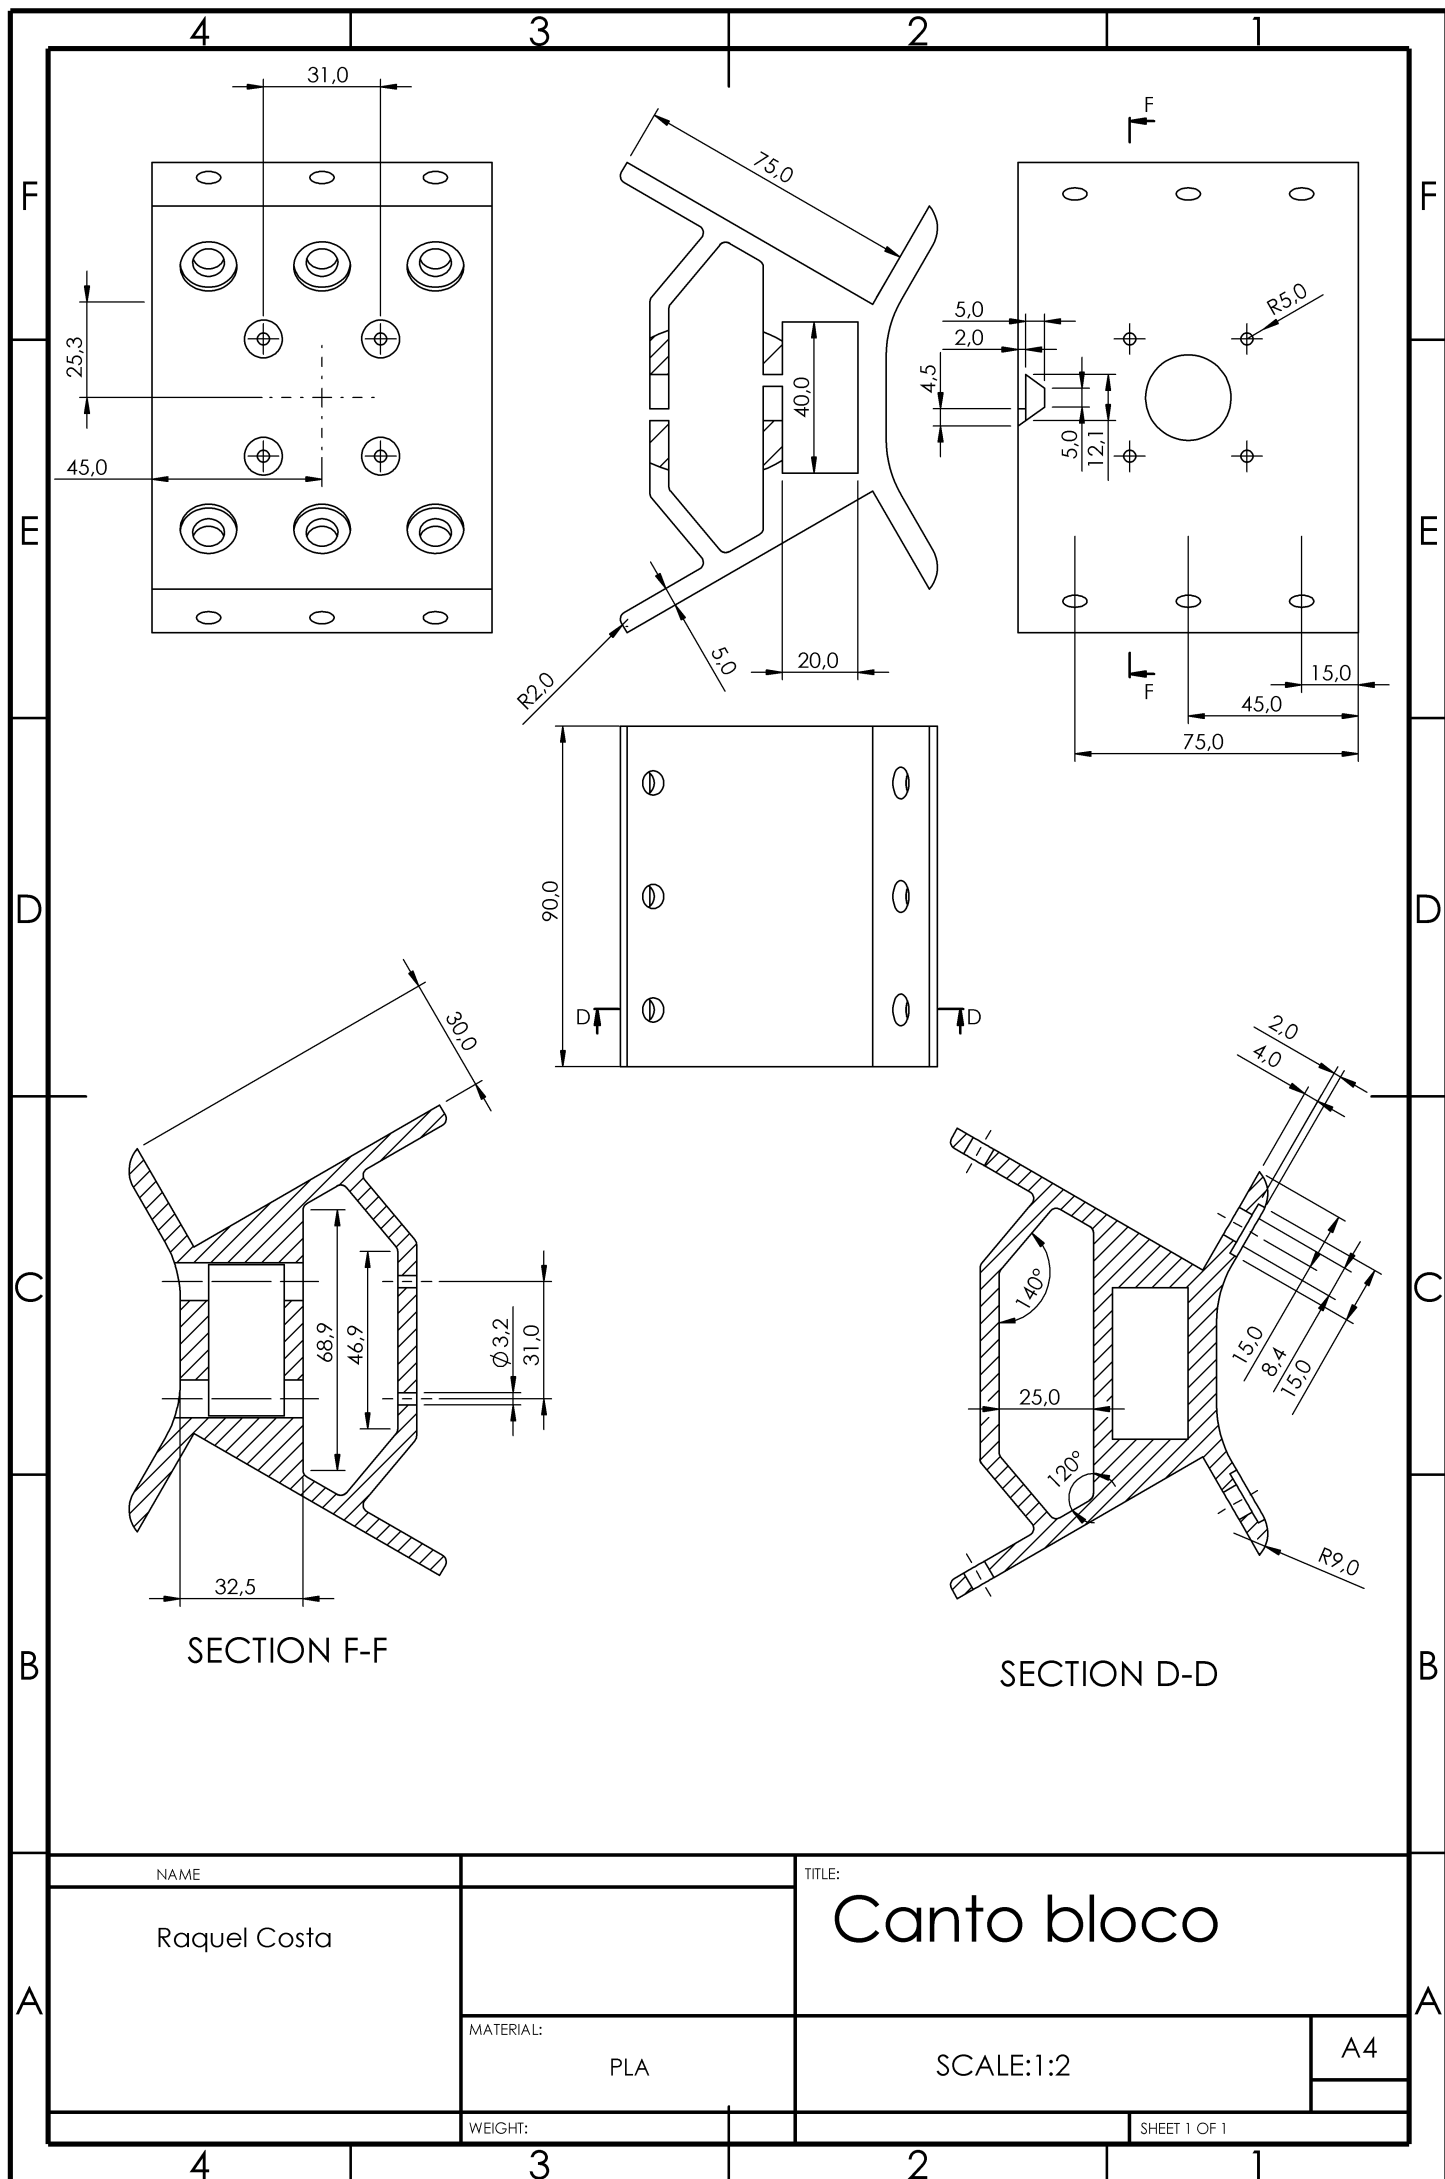 4 3 2 1
F F
E E
D D
C C
B B
A A
31,0
25,3
45,0
75,0
40,0
20,0
5,0
R2,0
F
5,0
2,0
4,5
R5,0
5,0
12,1
F
15,0
45,0
75,0
90,0
D D
30,0
68,9
46,9
Ø3,2
31,0
32,5
SECTION F-F
2,0
4,0
140°
15,0
8,4
15,0
25,0
120°
R9,0
SECTION D-D
NAME
Raquel Costa
TITLE:
Canto bloco
MATERIAL:
PLA
SCALE:1:2
A4
WEIGHT:
SHEET 1 OF 1
4 3 2 1